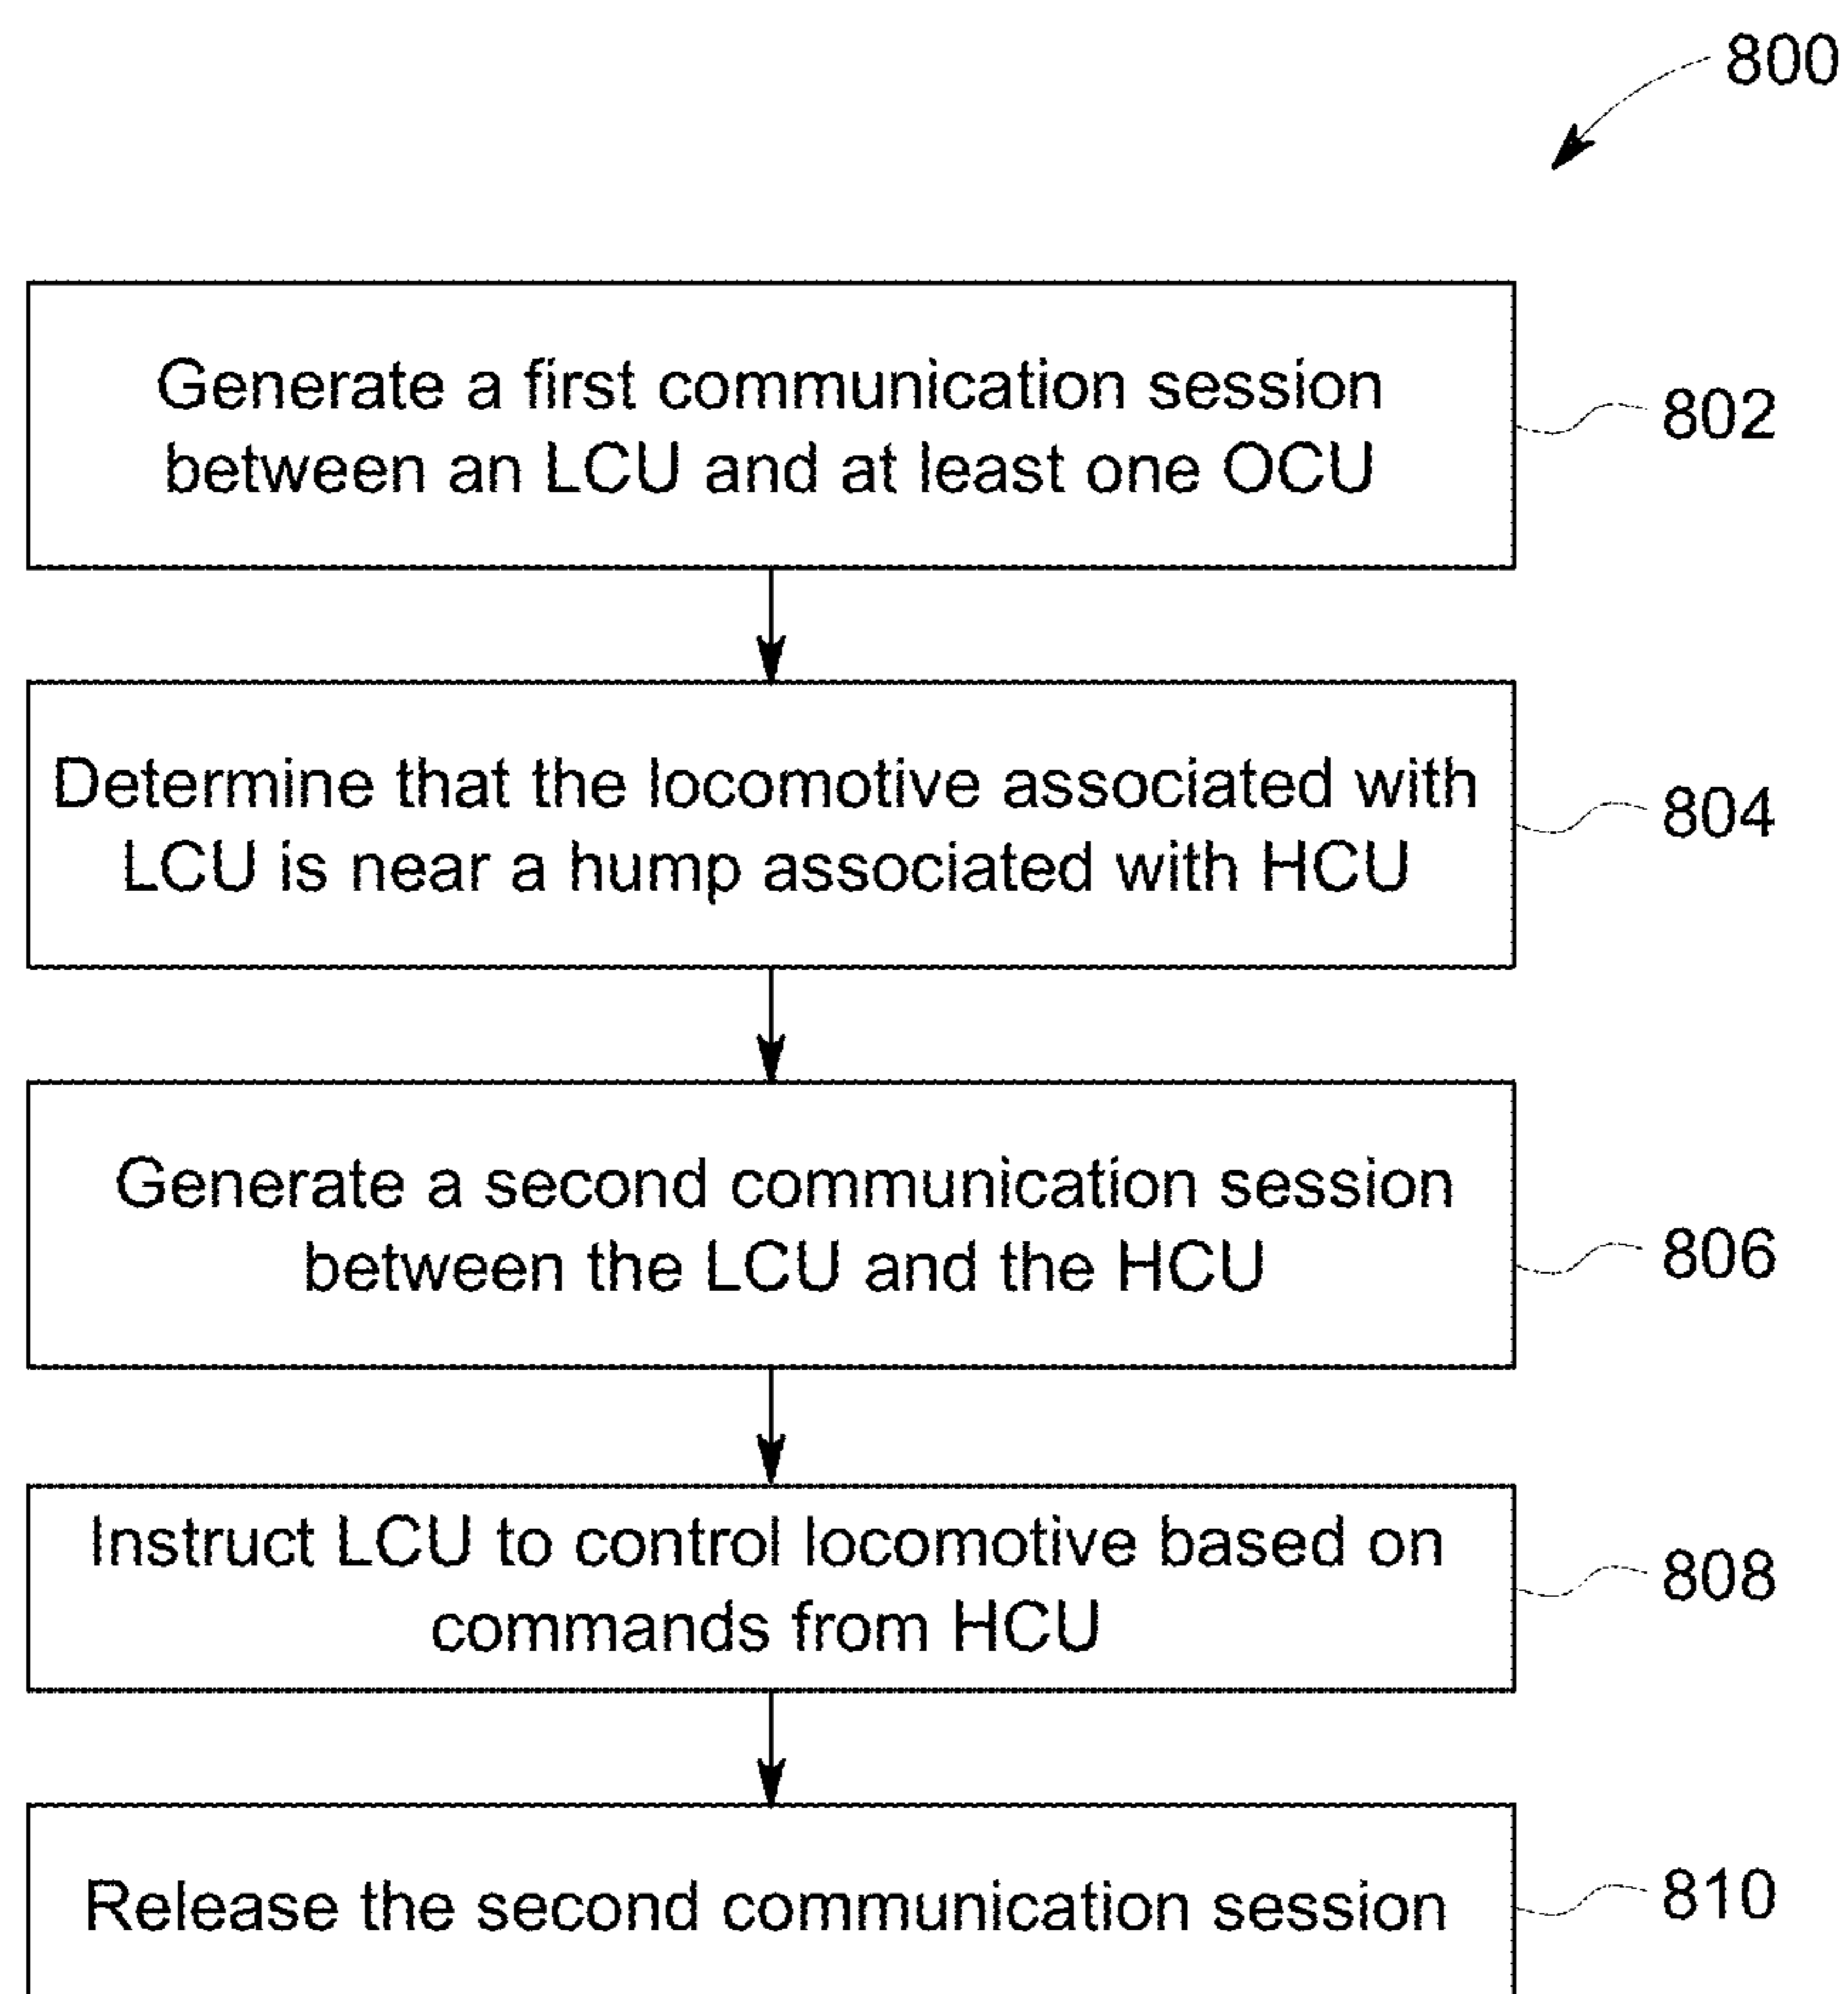 800
Generate a first communication session
between an LCU and at least one OCU
802
Determine that the locomotive associated with
LCU is near a hump associated with HCU
804
Generate a second communication session
between the LCU and the HCU
806
Instruct LCU to control locomotive based on
commands from HCU
808
Release the second communication session
810